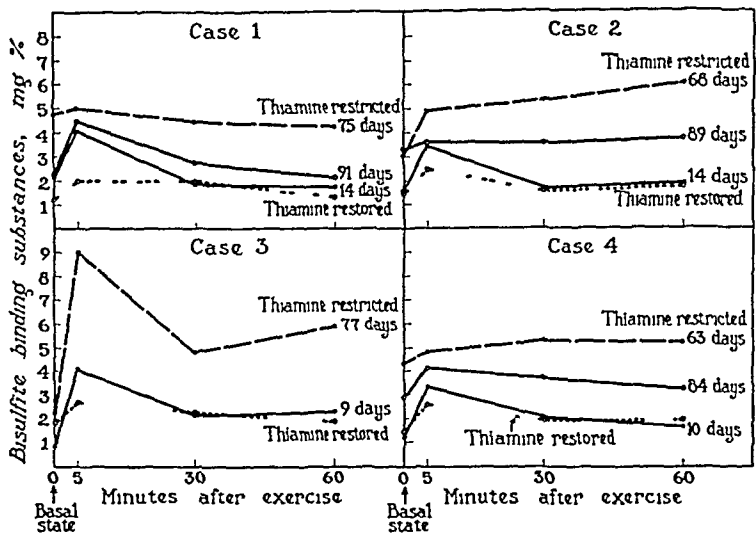 Bisulfite binding substances, mg %
Case 1
8
7
6
5
4
3
2
1
Thiamine restricted
75 days
91 days
14 days
Thiamine restored
Case 2
Thiamine restricted
68 days
89 days
14 days
Thiamine restored
Case 3
9
8
7
6
5
4
3
2
1
Thiamine restricted
77 days
9 days
Thiamine restored
0 5 30 60
Minutes after exercise
Basal
state
Case 4
Thiamine restricted
63 days
84 days
10 days
Thiamine restored
0 5 30 60
Minutes after exercise
Basal
state